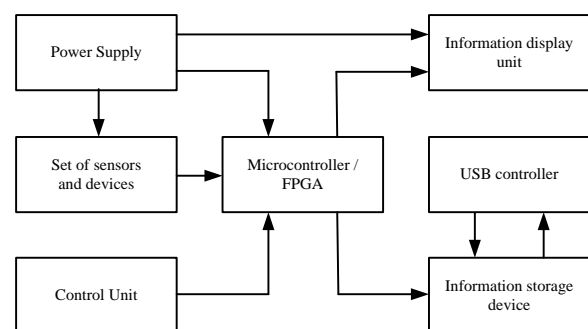 Power Supply
Information display
unit
Set of sensors
and devices
Microcontroller /
FPGA
USB controller
Control Unit
Information storage
device